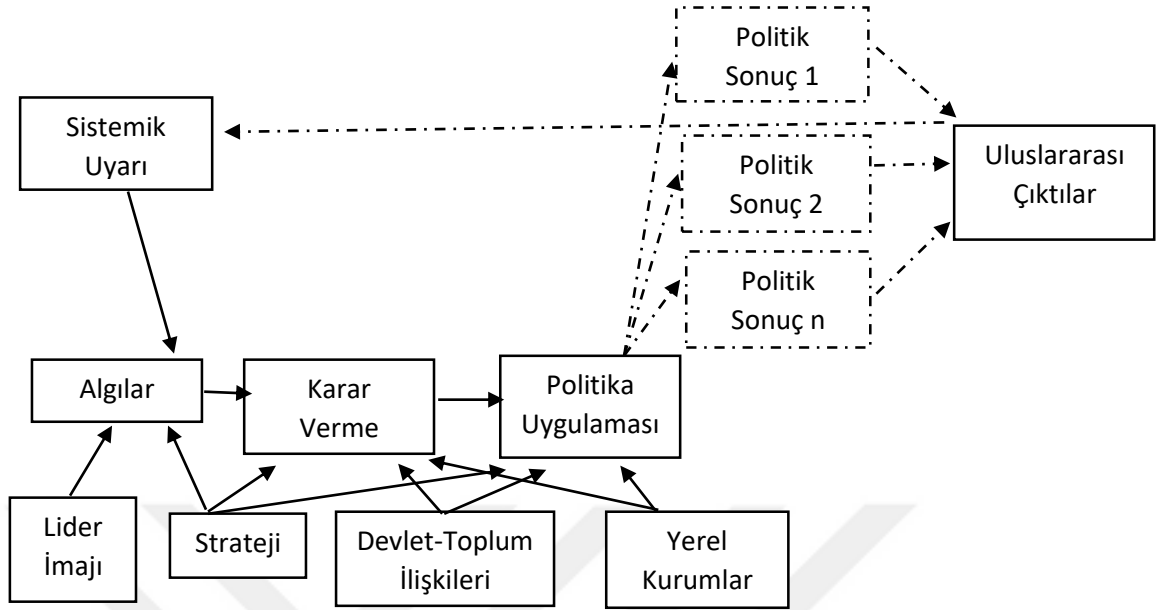 Politik
Sonuç 1
Sistemik
Uyarı
Politik
Sonuç 2
Uluslararası
Çıktılar
Politik
Sonuç n
Algılar
Karar
Verme
Politika
Uygulaması
Lider
İmajı
Strateji
Devlet-Toplum
İlişkileri
Yerel
Kurumlar